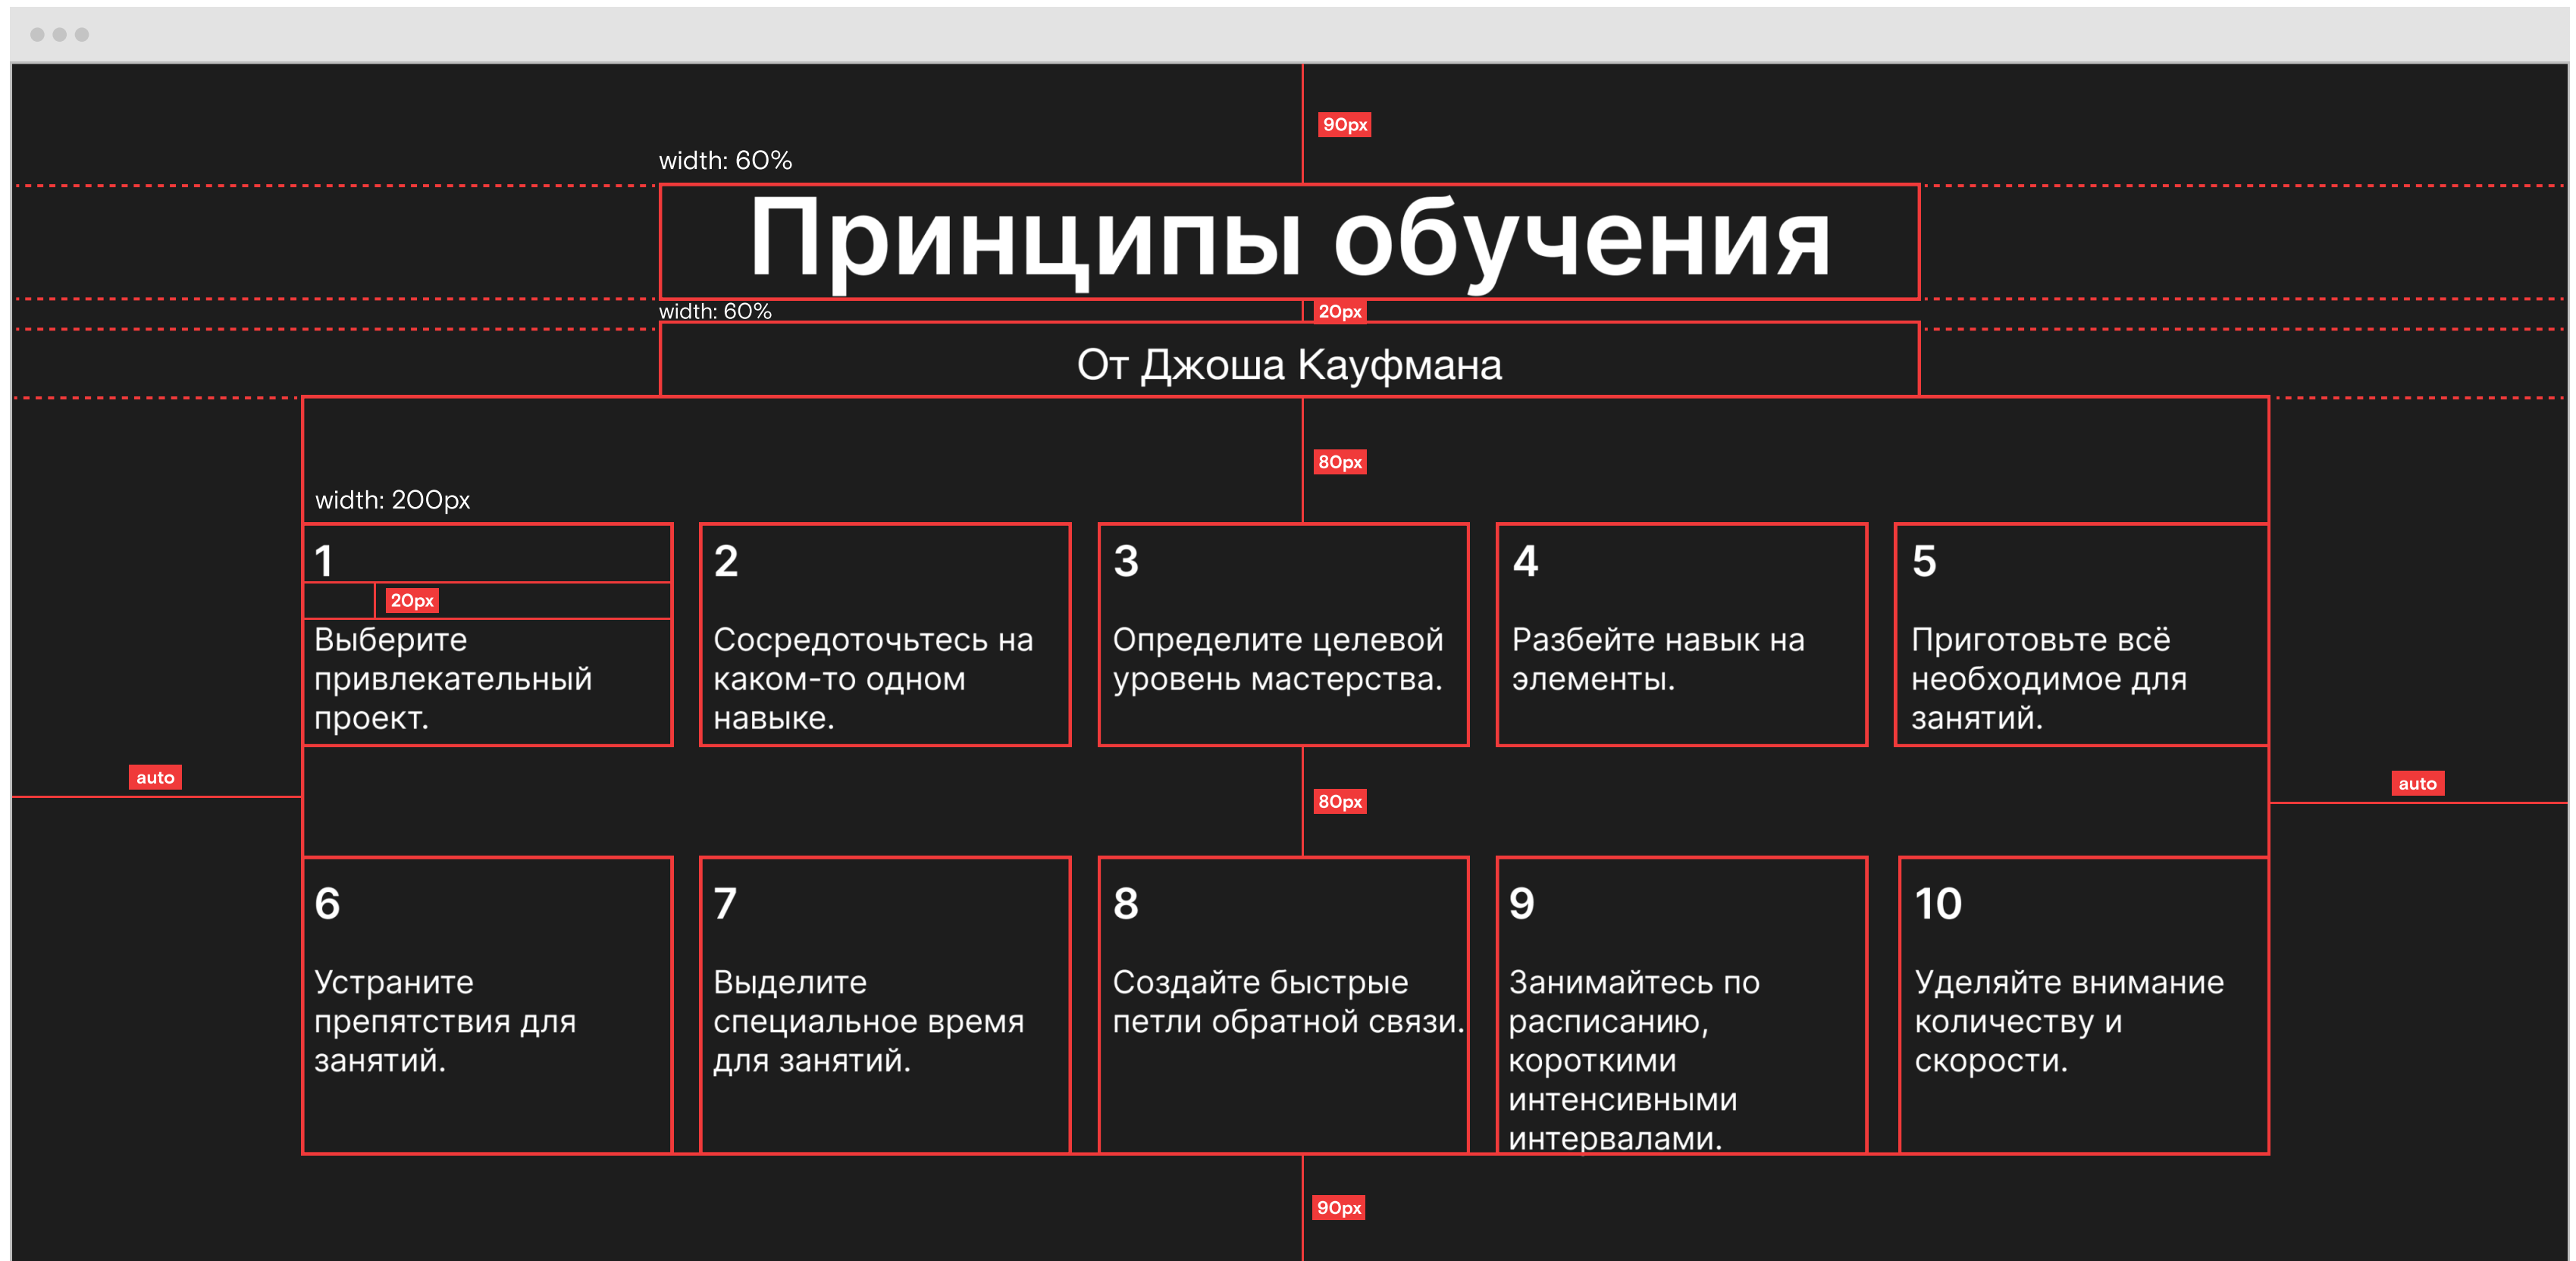 90px
width: 60%
Принципы обучения
width: 60%
20px
От Джоша Кауфмана
80px
width: 200px
1
20px
Выберите
привлекательный
проект.
2
Сосредоточьтесь на
каком-то одном
навыке.
3
Определите целевой
уровень мастерства.
4
Разбейте навык на
элементы.
5
Приготовьте всё
необходимое для
занятий.
auto
80px
auto
6
Устраните
препятствия для
занятий.
7
Выделите
специальное время
для занятий.
8
Создайте быстрые
петли обратной связи.
9
Занимайтесь по
расписанию,
короткими
интенсивными
интервалами.
10
Уделяйте внимание
количеству и
скорости.
90px